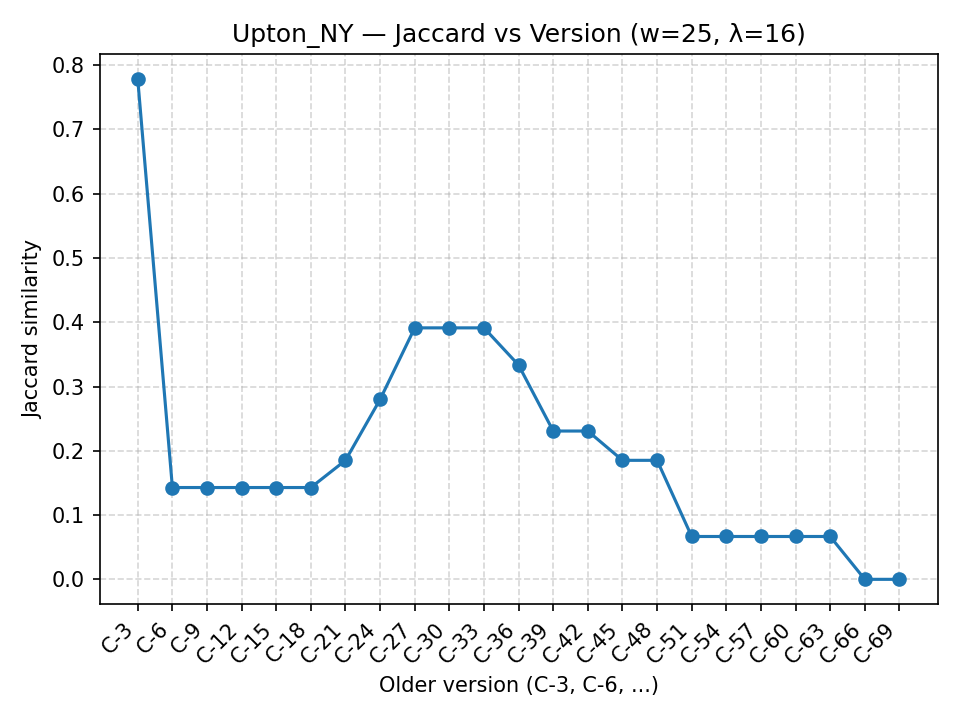 Upton_NY — Jaccard vs Version (w=25, λ=16)
Jaccard similarity
0.8
0.7
0.6
0.5
0.4
0.3
0.2
0.1
0.0
C-3 C-6 C-9 C-12 C-15 C-18 C-21 C-24 C-27 C-30 C-33 C-36 C-39 C-42 C-45 C-48 C-51 C-54 C-57 C-60 C-63 C-66 C-69
Older version (C-3, C-6, ...)